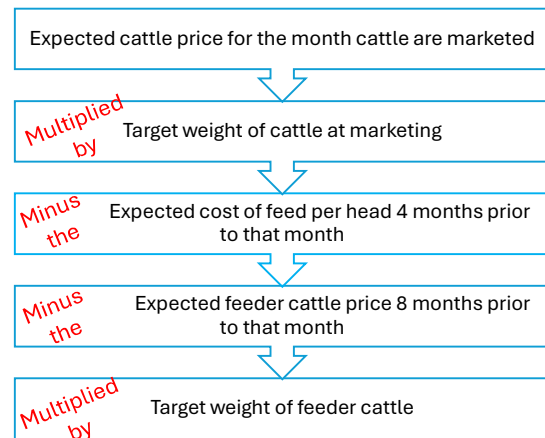 Expected cattle price for the month cattle are marketed
Multiplied
by
Target weight of cattle at marketing
Minus
the
Expected cost of feed per head 4 months prior
to that month
Minus
the
Expected feeder cattle price 8 months prior
to that month
Multiplied
by
Target weight of feeder cattle